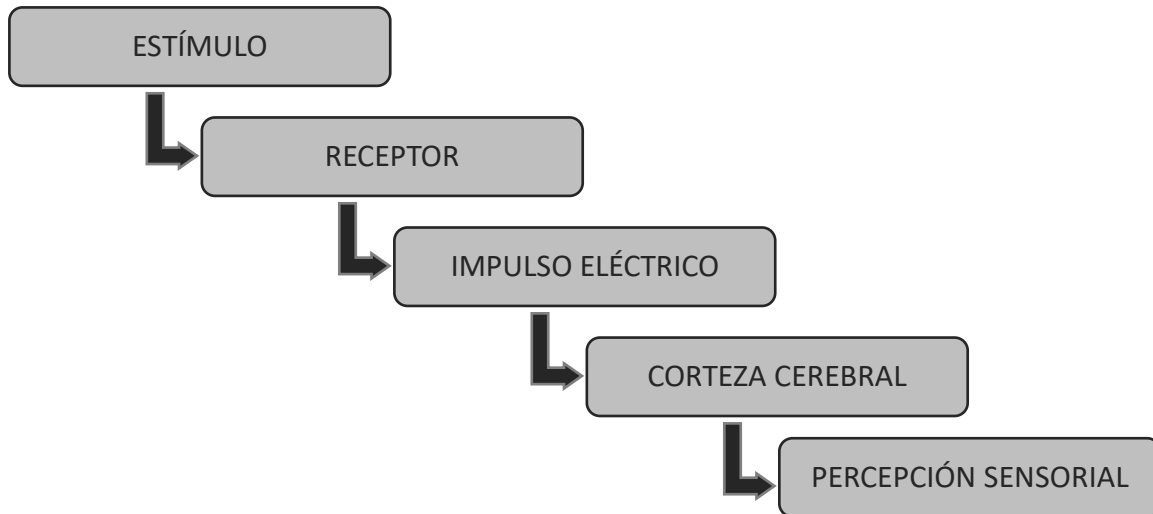 ESTÍMULO
RECEPTOR
IMPULSO ELÉCTRICO
CORTEZA CEREBRAL
PERCEPCIÓN SENSORIAL